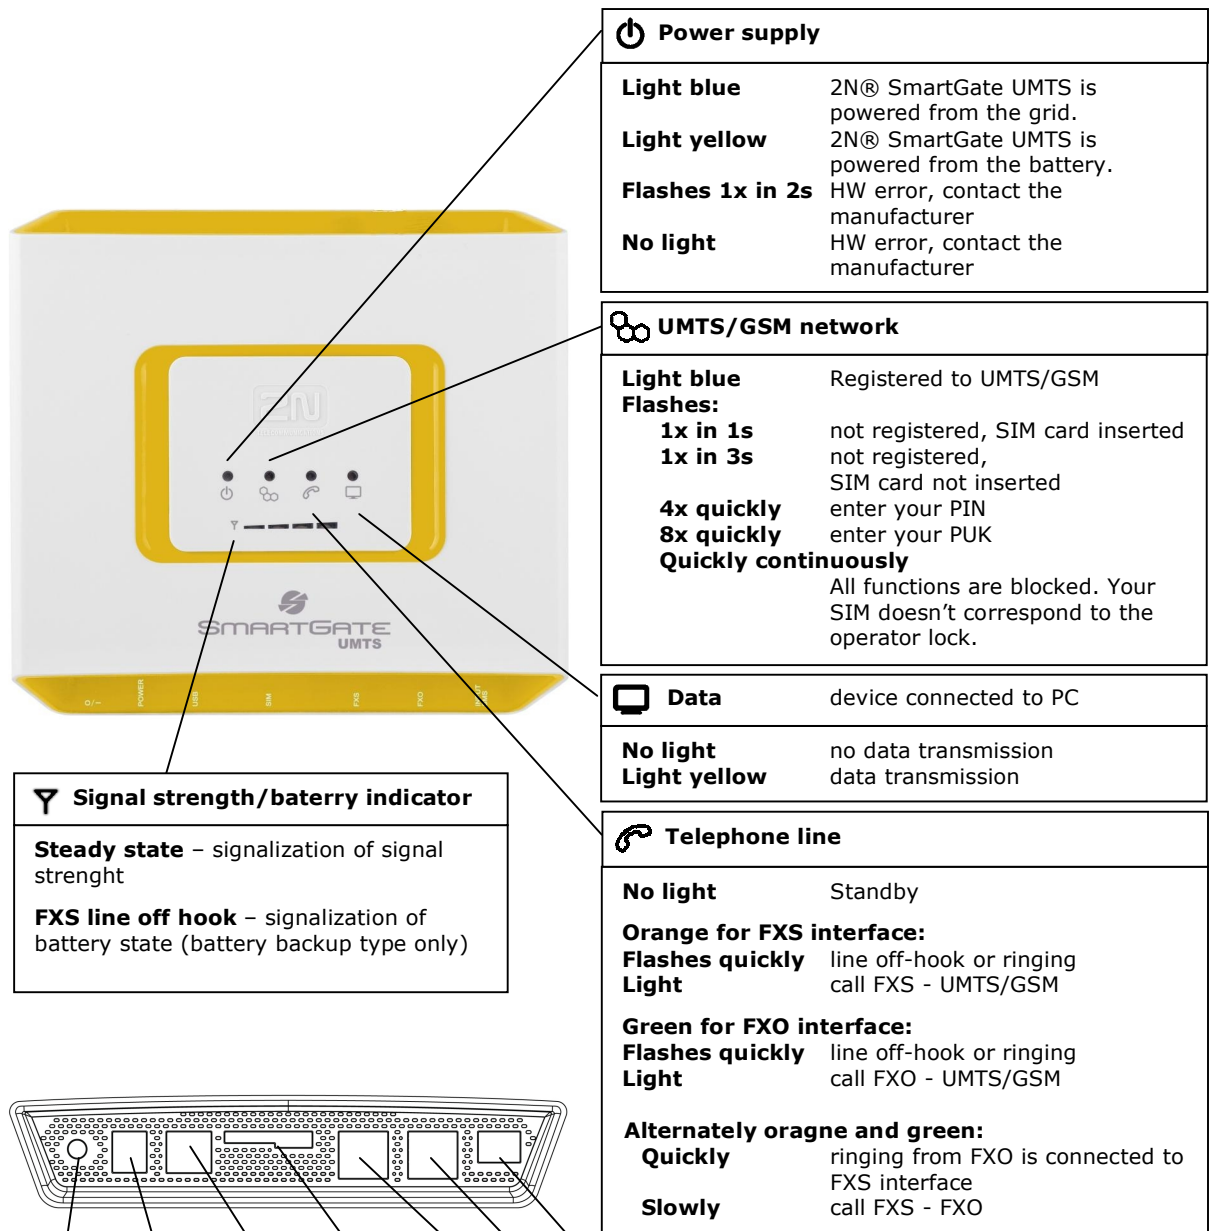 Power supply
Light blue 2N® SmartGate UMTS is
powered from the grid.
Light yellow 2N® SmartGate UMTS is
powered from the battery.
Flashes 1x in 2s HW error, contact the
manufacturer
No light HW error, contact the
manufacturer
UMTS/GSM network
Light blue Registered to UMTS/GSM
Flashes:
1x in 1s not registered, SIM card inserted
1x in 3s not registered,
SIM card not inserted
4x quickly enter your PIN
8x quickly enter your PUK
Quickly continuously
All functions are blocked. Your
SIM doesn’t correspond to the
operator lock.
2N
SMARTGATE
UMTS
O/I
POWER
USB
SIM
FXS
FXO
Data device connected to PC
No light no data transmission
Light yellow data transmission
Signal strength/baterry indicator
Steady state – signalization of signal
strenght
FXS line off hook – signalization of
battery state (battery backup type only)
Telephone line
No light Standby
Orange for FXS interface:
Flashes quickly line off-hook or ringing
Light call FXS - UMTS/GSM
Green for FXO interface:
Flashes quickly line off-hook or ringing
Light call FXO - UMTS/GSM
Alternately oragne and green:
Quickly ringing from FXO is connected to
FXS interface
Slowly call FXS - FXO